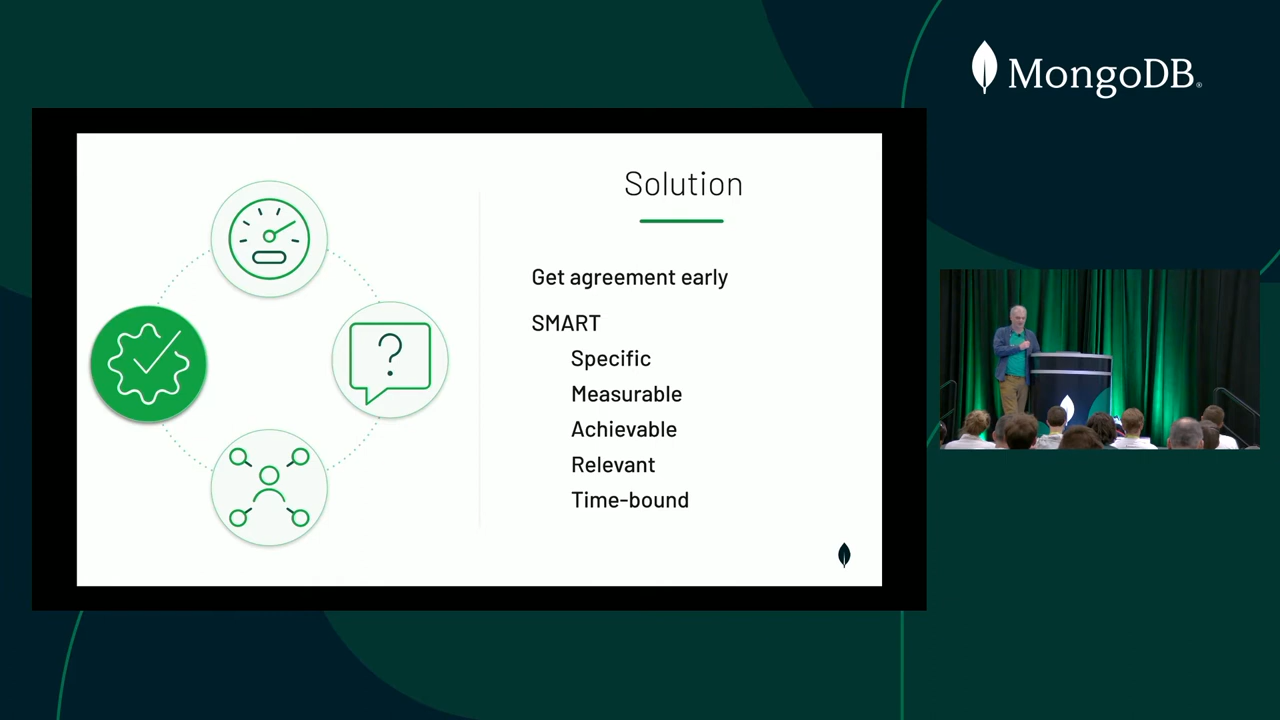 MongoDB®
Solution
Get agreement early
SMART
Specific
Measurable
Achievable
Relevant
Time-bound
?